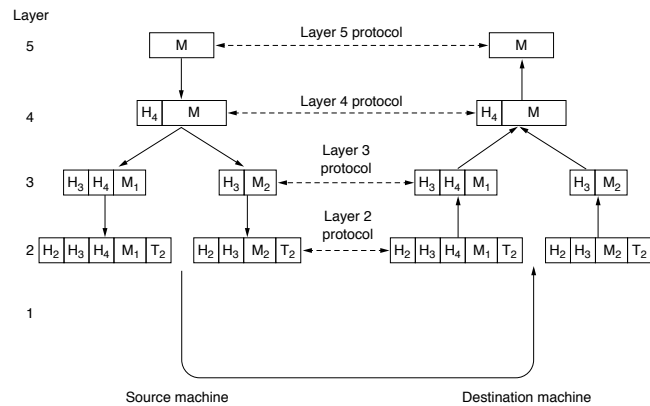 Layer
5 M Layer 5 protocol M
4 H₄ M Layer 4 protocol H₄ M
Layer 3
protocol
3 H₃ H₄ M₁ H₃ M₂ H₃ H₄ M₁ H₃ M₂
Layer 2
protocol
2 H₂ H₃ H₄ M₁ T₂ H₂ H₃ M₂ T₂ H₂ H₃ H₄ M₁ T₂ H₂ H₃ M₂ T₂
1
Source machine Destination machine